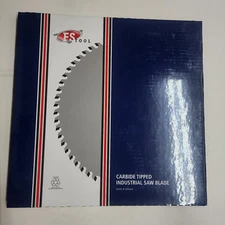 FS
TOOL
CARBIDE TIPPED
INDUSTRIAL SAW BLADE